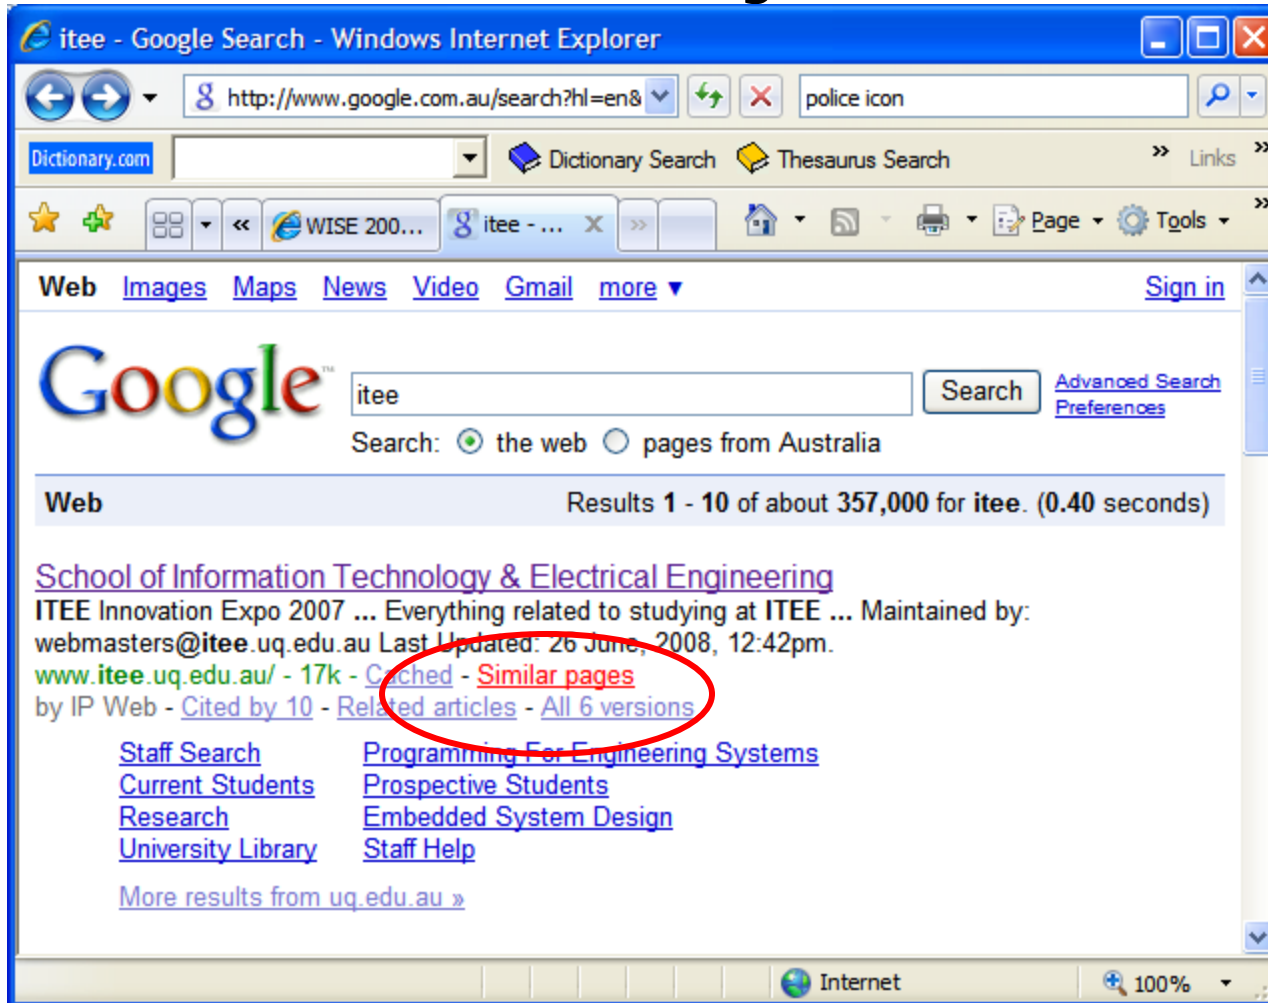 itee - Google Search - Windows Internet Explorer
http://www.google.com.au/search?hl=en& police icon
Dictionary.com Dictionary Search Thesaurus Search » Links »
« WISE 200... itee - ... X » Page Tools »
Web Images Maps News Video Gmail more ▼ Sign in
Google™ itee Search Advanced Search
Preferences
Search: the web pages from Australia
Web Results 1 - 10 of about 357,000 for itee. (0.40 seconds)
School of Information Technology & Electrical Engineering
ITEE Innovation Expo 2007 ... Everything related to studying at ITEE ... Maintained by:
webmasters@itee.uq.edu.au Last Updated: 26 June, 2008, 12:42pm.
www.itee.uq.edu.au/ - 17k - Cached - Similar pages
by IP Web - Cited by 10 - Related articles - All 6 versions
Staff Search Programming For Engineering Systems
Current Students Prospective Students
Research Embedded System Design
University Library Staff Help
More results from uq.edu.au »
Internet 100%